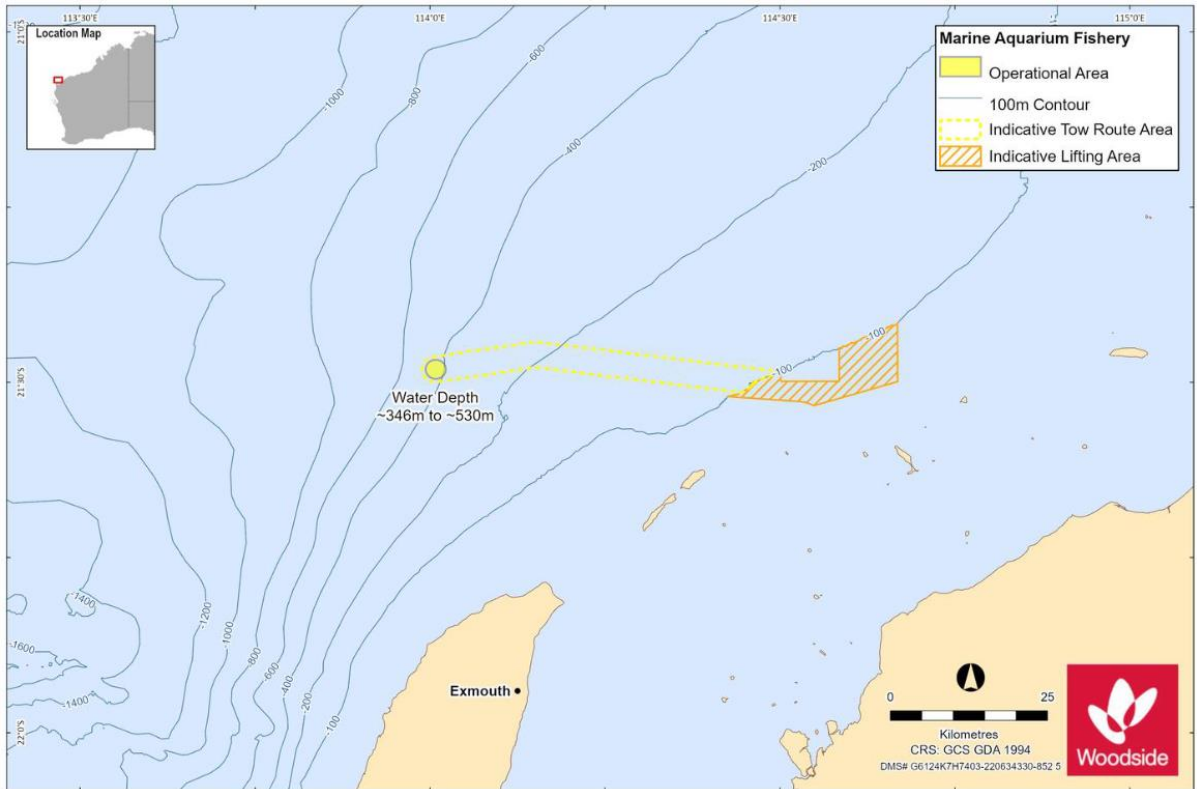 113°30'E
114°0'E
114°30'E
115°0'E
21°0'S
Location Map
Marine Aquarium Fishery
Operational Area
100m Contour
Indicative Tow Route Area
Indicative Lifting Area
-1000
-800
-600
-400
-200
-100
-100
21°30'S
Water Depth
~346m to ~530m
-1400
-1200
-1000
-1600
-800
-600
-400
-1400
-200
-100
Exmouth
22°0'S
0 25
Kilometres
CRS: GCS GDA 1994
DMS# G6124K7H7403-220634330-852 5
Woodside